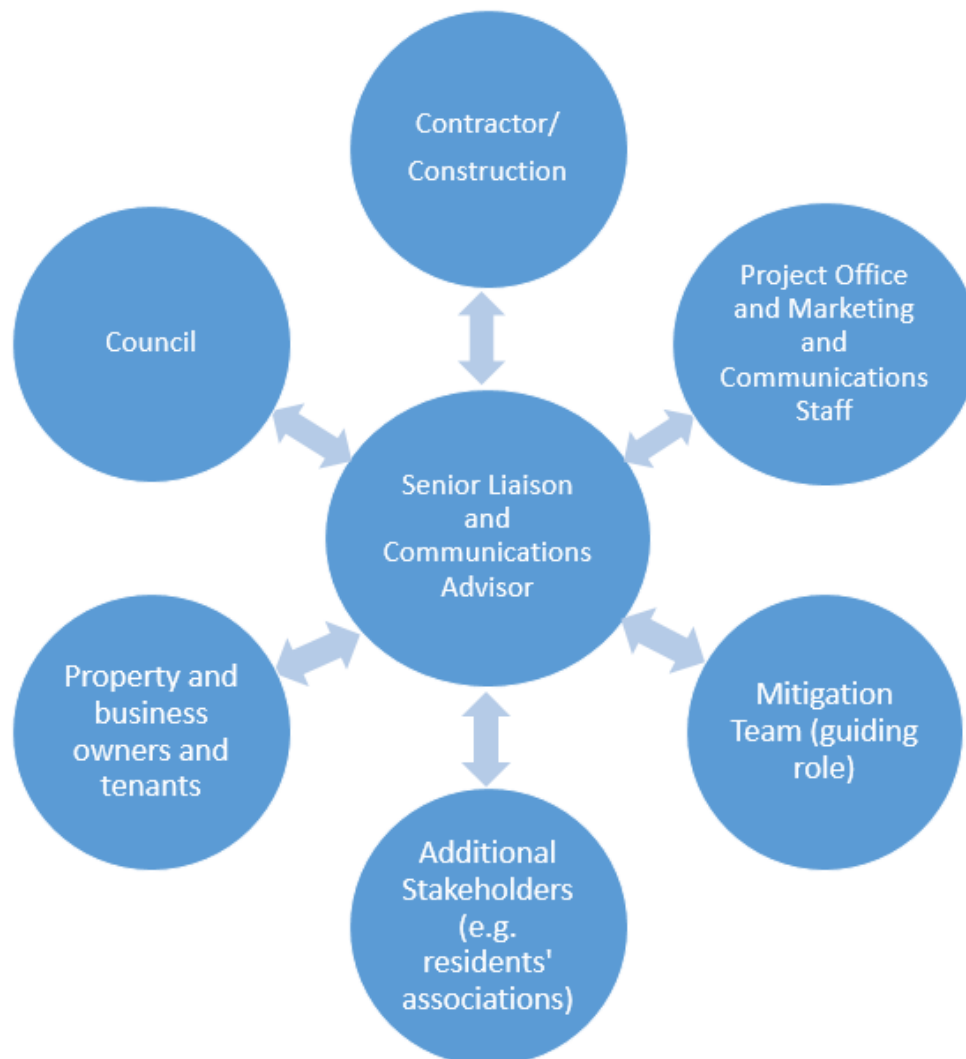 Contractor/
Construction
Project Office
and Marketing
and
Communications
Staff
Council
Senior Liaison
and
Communications
Advisor
Property and
business
owners and
tenants
Mitigation
Team (guiding
role)
Additional
Stakeholders
(e.g.
residents'
associations)